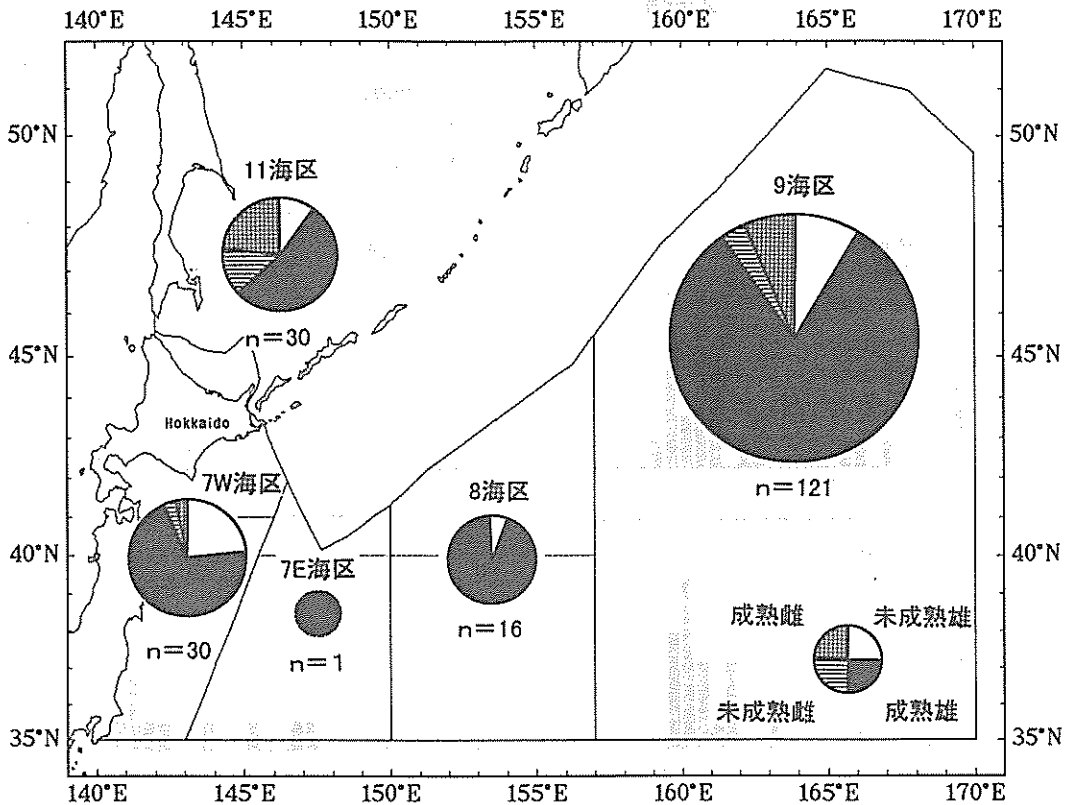 140°E 145°E 150°E 155°E 160°E 165°E 170°E
50°N 50°N
11海区
9海区
n=30
45°N 45°N
Hokkaido
n=121
7W海区
8海区
40°N 40°N
7E海区
n=16
n=30
n=1
成熟雌 未成熟雄
未成熟雌 成熟雄
35°N 35°N
140°E 145°E 150°E 155°E 160°E 165°E 170°E